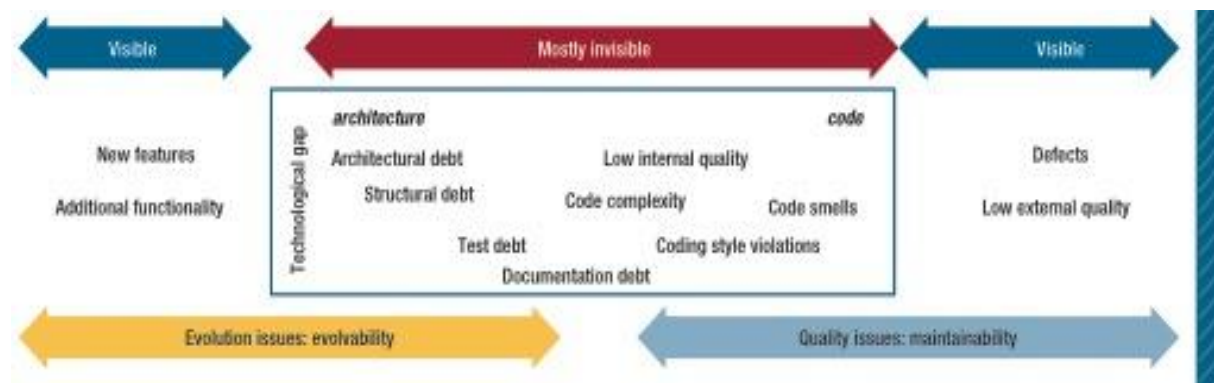 Visible
Mostly invisible
Visible
architecture
code
Technological gap
New features
Architectural debt
Low internal quality
Defects
Additional functionality
Structural debt
Code complexity
Code smells
Low external quality
Test debt
Coding style violations
Documentation debt
Evolution issues: evolvability
Quality issues: maintainability